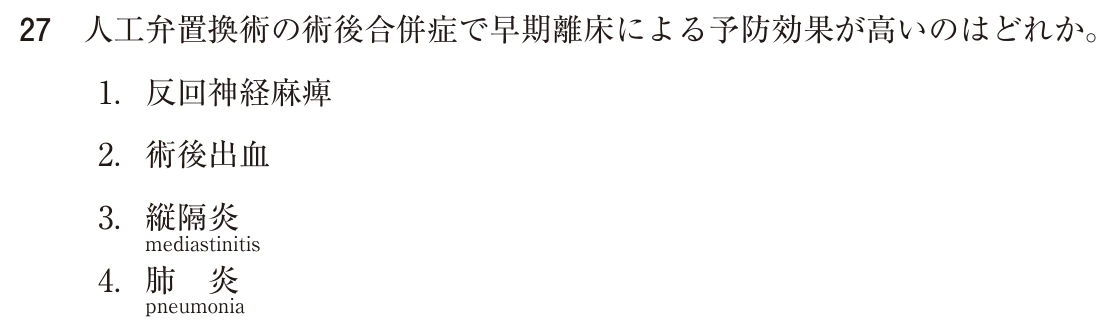 27 人工弁置換術の術後合併症で早期離床による予防効果が高いのはどれか。
1. 反回神経麻痺
2. 術後出血
3. 縦隔炎
mediastinitis
4. 肺　炎
pneumonia